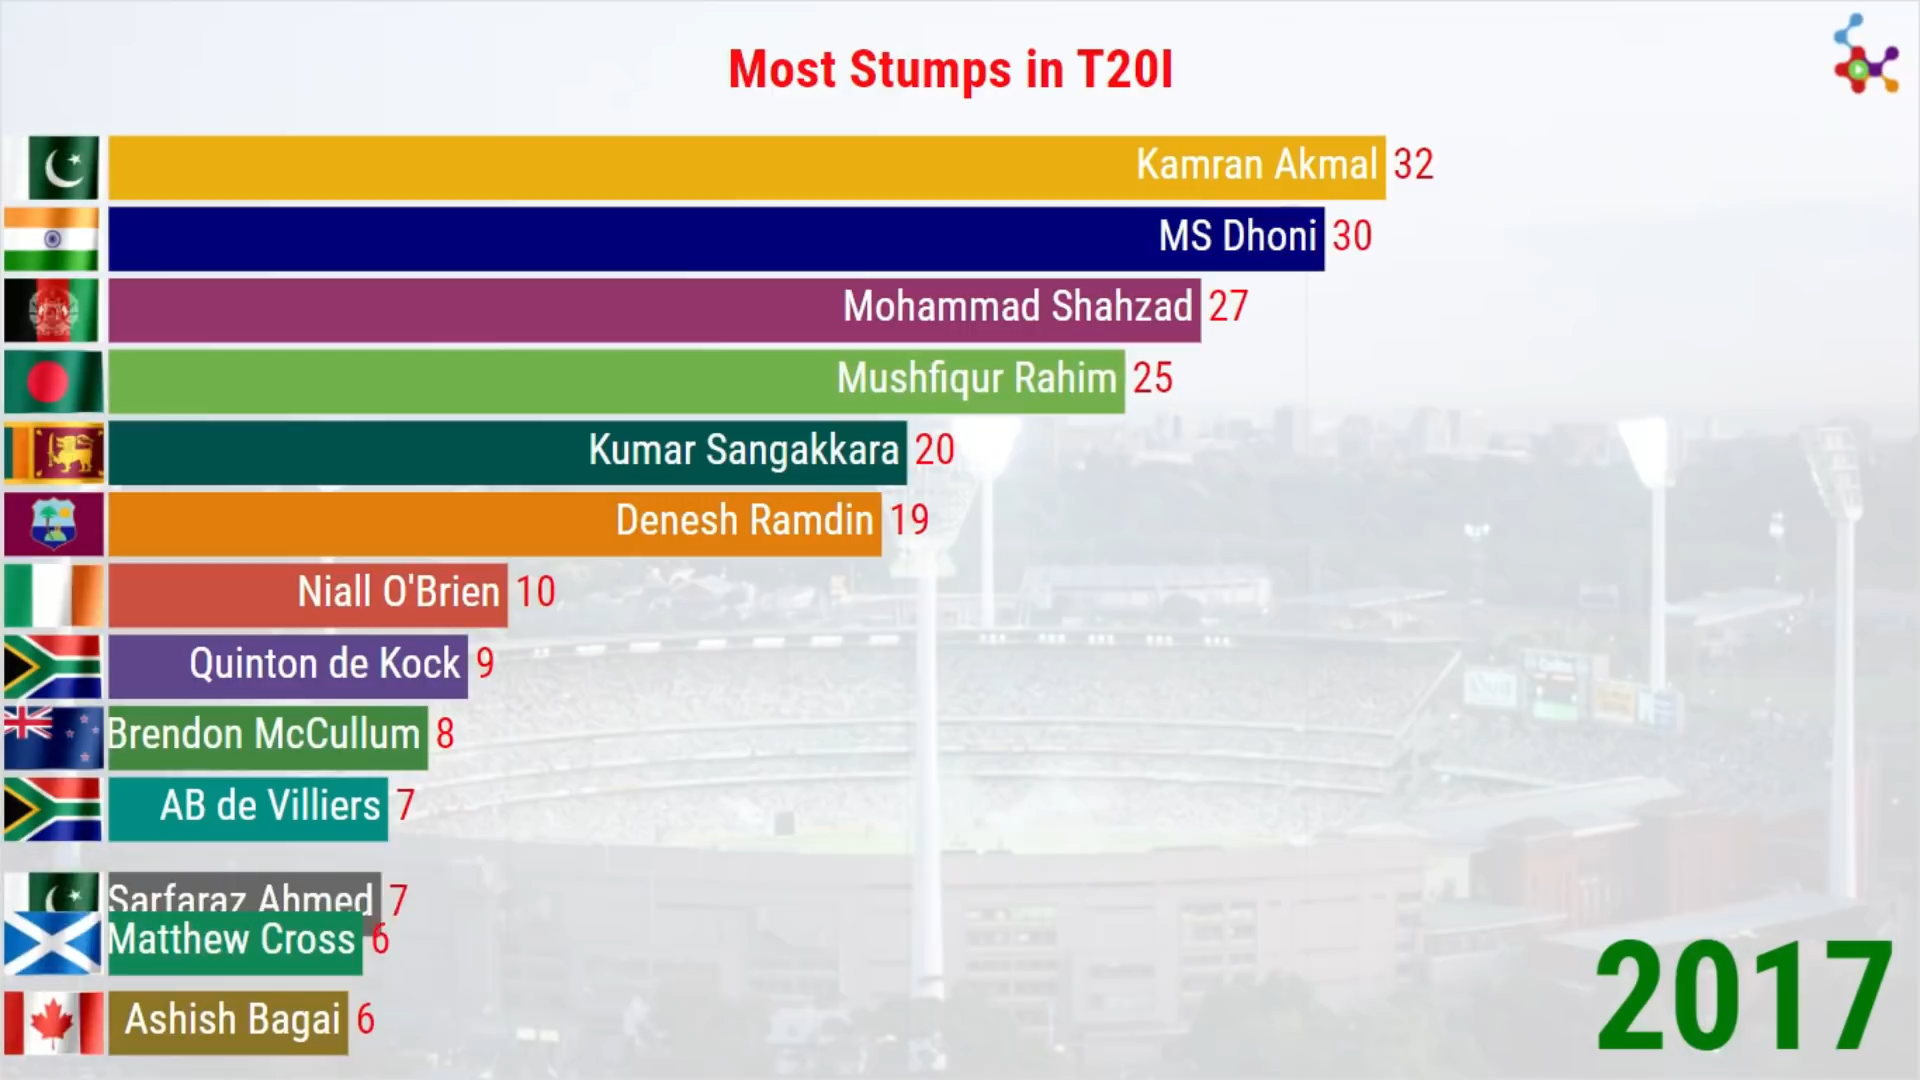 Most Stumps in T20I
Kamran Akmal 32
MS Dhoni 30
Mohammad Shahzad 27
Mushfiqur Rahim 25
Kumar Sangakkara 20
Denesh Ramdin 19
Niall O'Brien 10
Quinton de Kock 9
Brendon McCullum 8
AB de Villiers 7
Sarfaraz Ahmed 7
Matthew Cross 6
Ashish Bagai 6
2017